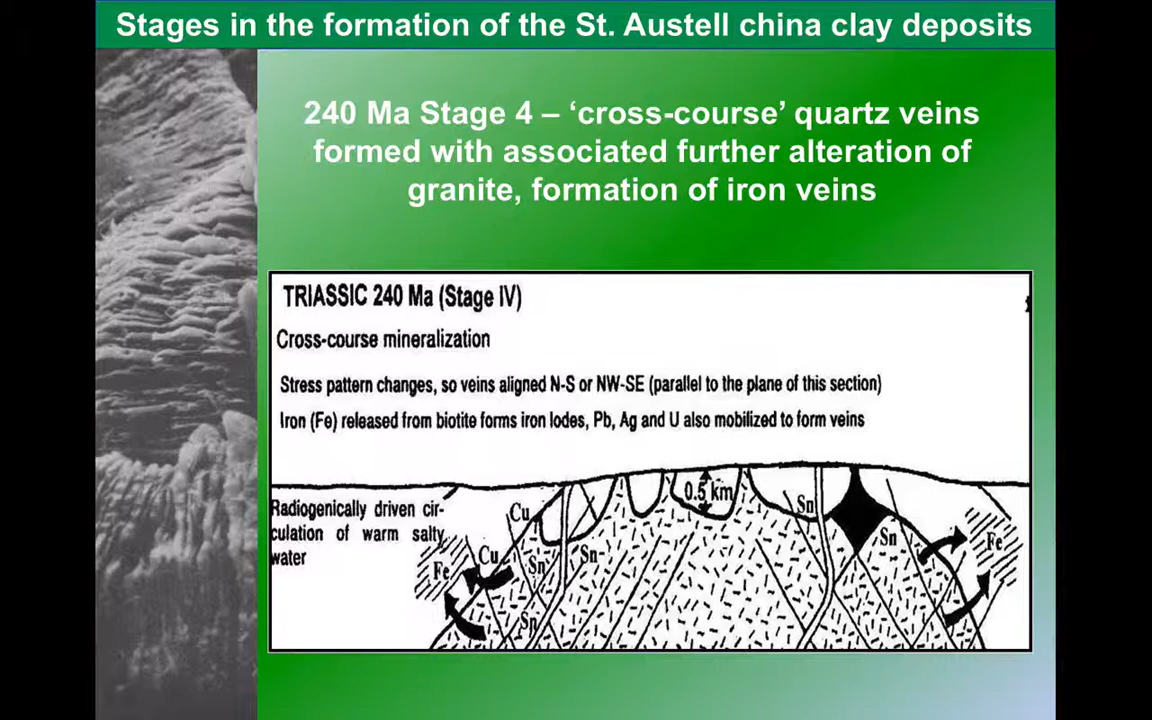 Stages in the formation of the St. Austell china clay deposits
240 Ma Stage 4 – ‘cross-course’ quartz veins
formed with associated further alteration of
granite, formation of iron veins
TRIASSIC 240 Ma (Stage IV)
Cross-course mineralization
Stress pattern changes, so veins aligned N-S or NW-SE (parallel to the plane of this section)
Iron (Fe) released from biotite forms iron lodes, Pb, Ag and U also mobilized to form veins
Radiogenically driven cir-
culation of warm salty
water
Cu
0.5 km
Sn
Cu
Sn
Sn
Sn
Fe
Fe
Sn